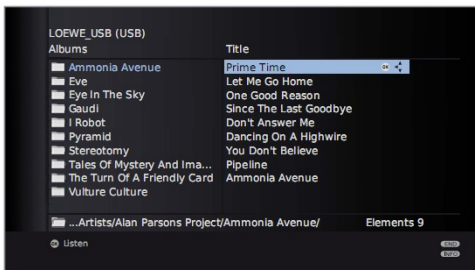 LOEWE_USB (USB)
Albums Title
Ammonia Avenue Prime Time OK
Eve Let Me Go Home
Eye In The Sky One Good Reason
Gaudi Since The Last Goodbye
I Robot Don't Answer Me
Pyramid Dancing On A Highwire
Stereotomy You Don't Believe
Tales Of Mystery And Ima... Pipeline
The Turn Of A Friendly Card Ammonia Avenue
Vulture Culture
...Artists/Alan Parsons Project/Ammonia Avenue/ Elements 9
OK Listen END
INFO